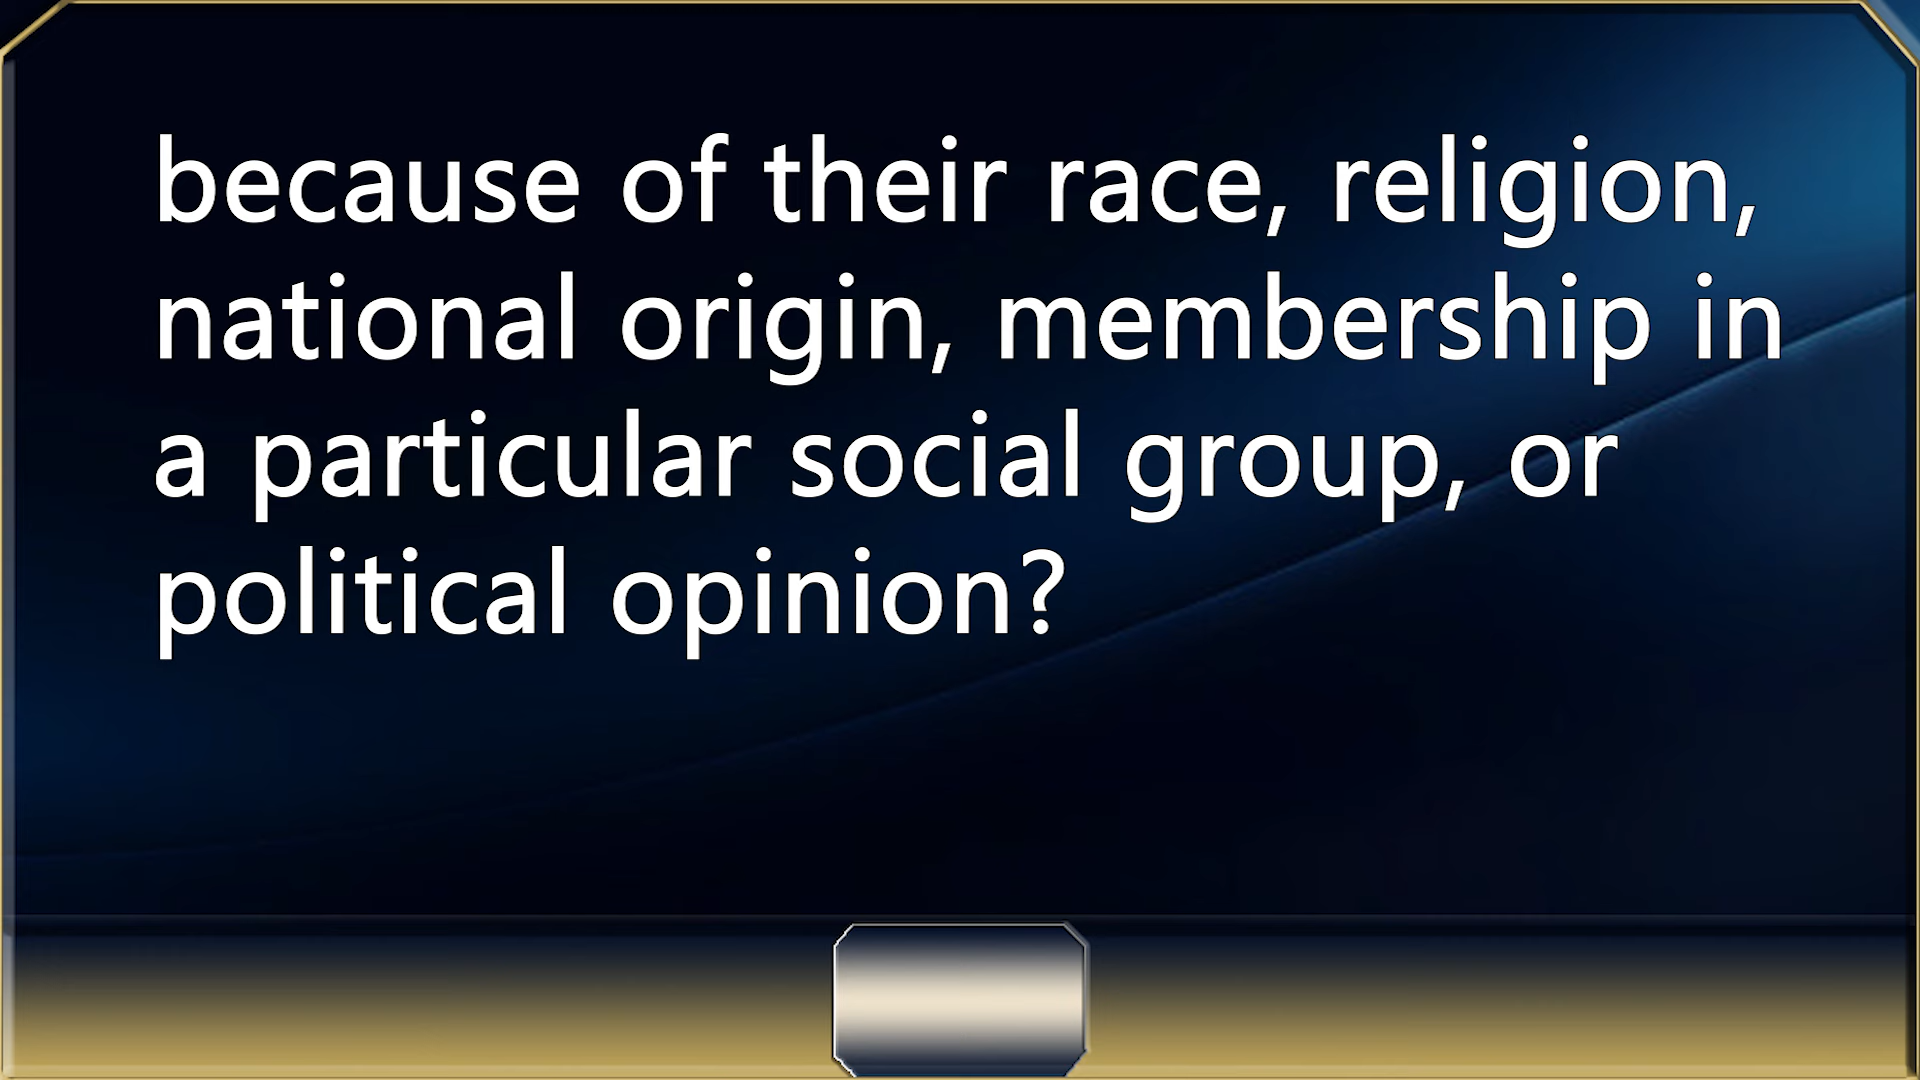 because of their race, religion,
national origin, membership in
a particular social group, or
political opinion?